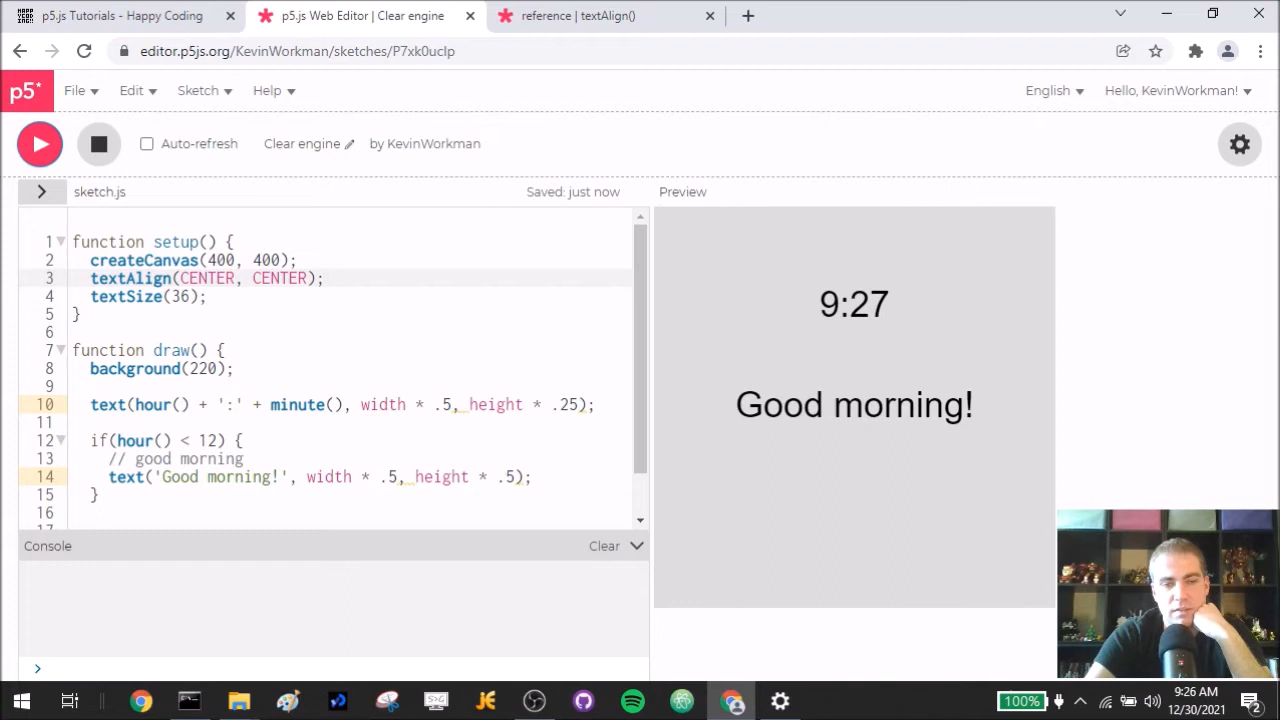 p5.js Tutorials - Happy Coding
p5.js Web Editor | Clear engine
reference | textAlign()
editor.p5js.org/KevinWorkman/sketches/P7xk0ucIp
p5*
File
Edit
Sketch
Help
English
Hello, KevinWorkman!
Auto-refresh
Clear engine
by KevinWorkman
sketch.js
Saved: just now
Preview
1 function setup() {
2 createCanvas(400, 400);
3 textAlign(CENTER, CENTER);
4 textSize(36);
5 }
6
7 function draw() {
8 background(220);
9
10 text(hour() + ':' + minute(), width * .5, height * .25);
11
12 if(hour() < 12) {
13 // good morning
14 text('Good morning!', width * .5, height * .5);
15 }
16
17
9:27
Good morning!
Console
Clear
>
100%
9:26 AM
12/30/2021
2